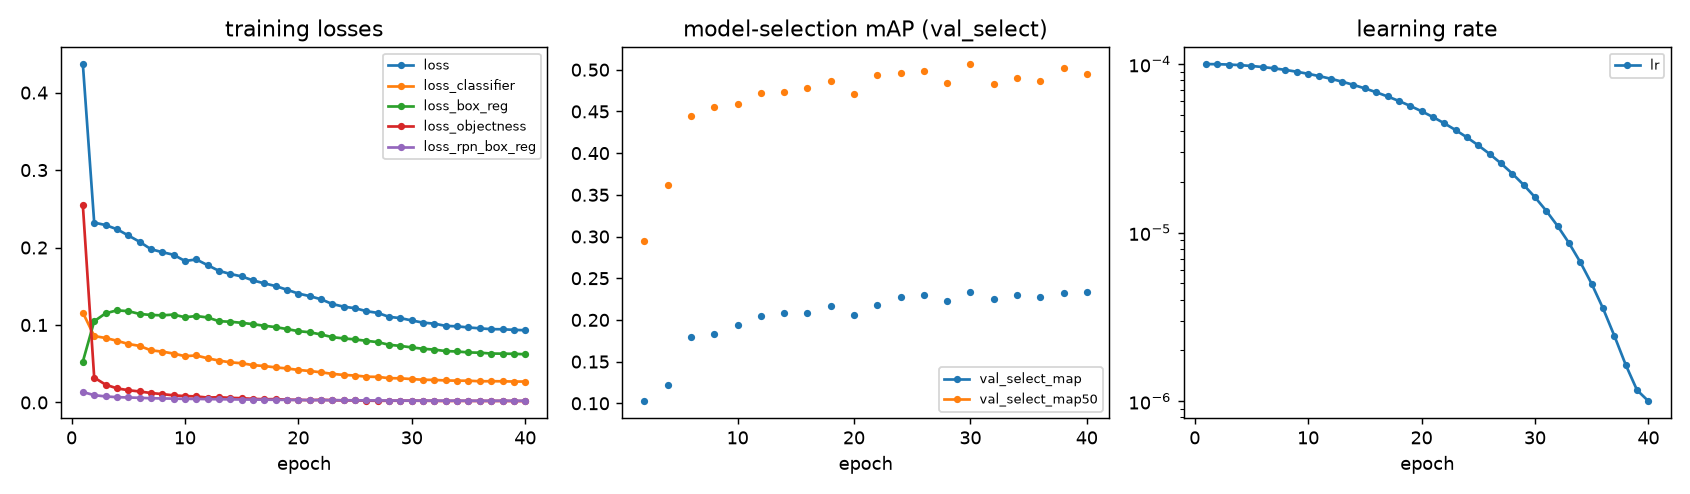 training losses
loss
loss_classifier
loss_box_reg
loss_objectness
loss_rpn_box_reg
0.4
0.3
0.2
0.1
0.0
0 10 20 30 40
epoch
model-selection mAP (val_select)
0.50
0.45
0.40
0.35
0.30
0.25
0.20
0.15
0.10
val_select_map
val_select_map50
10 20 30 40
epoch
learning rate
lr
10⁻⁴
10⁻⁵
10⁻⁶
0 10 20 30 40
epoch